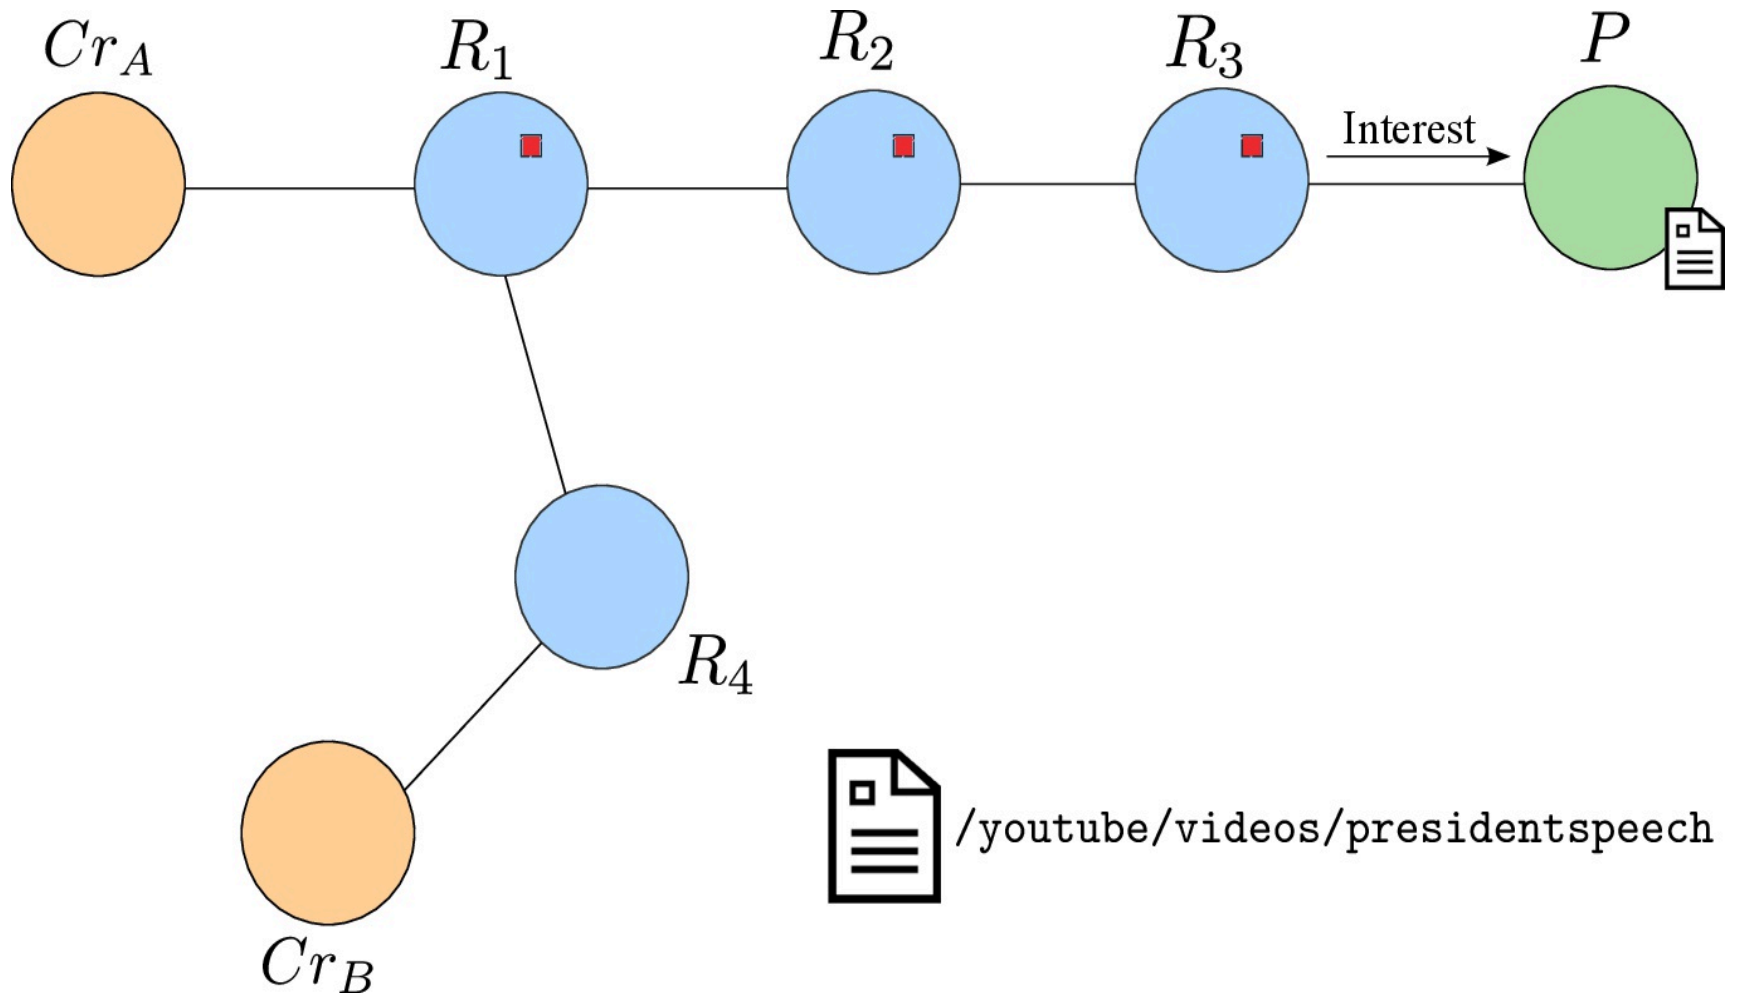 Cr_A
R_1
R_2
R_3
P
Interest
R_4
/youtube/videos/presidentspeech
Cr_B